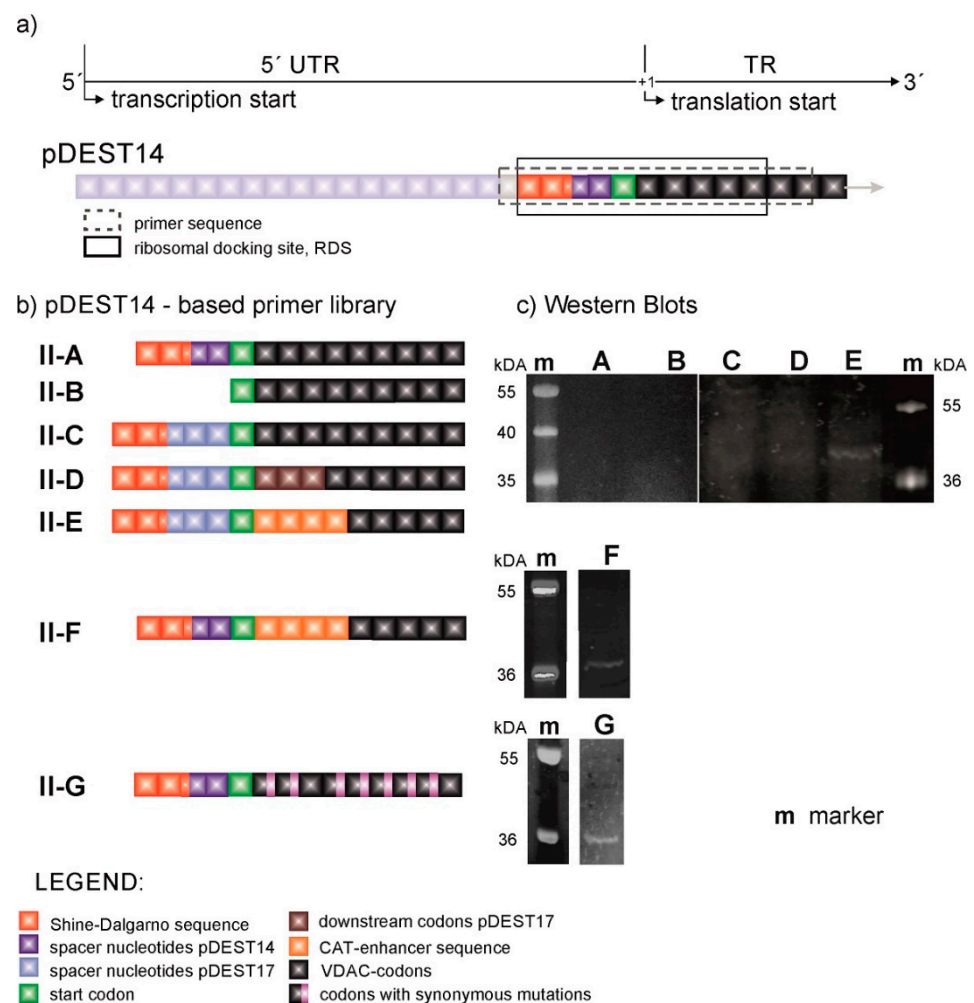 a)
5´ UTR TR
5´ +1 3´
transcription start translation start
pDEST14
primer sequence
ribosomal docking site, RDS
b) pDEST14 - based primer library
II-A
II-B
II-C
II-D
II-E
II-F
II-G
c) Western Blots
kDA m A B C D E m kDA
55 55
40
35 36
kDA m F
55
36
kDA m G
55
36
m marker
LEGEND:
Shine-Dalgarno sequence
spacer nucleotides pDEST14
spacer nucleotides pDEST17
start codon
downstream codons pDEST17
CAT-enhancer sequence
VDAC-codons
codons with synonymous mutations